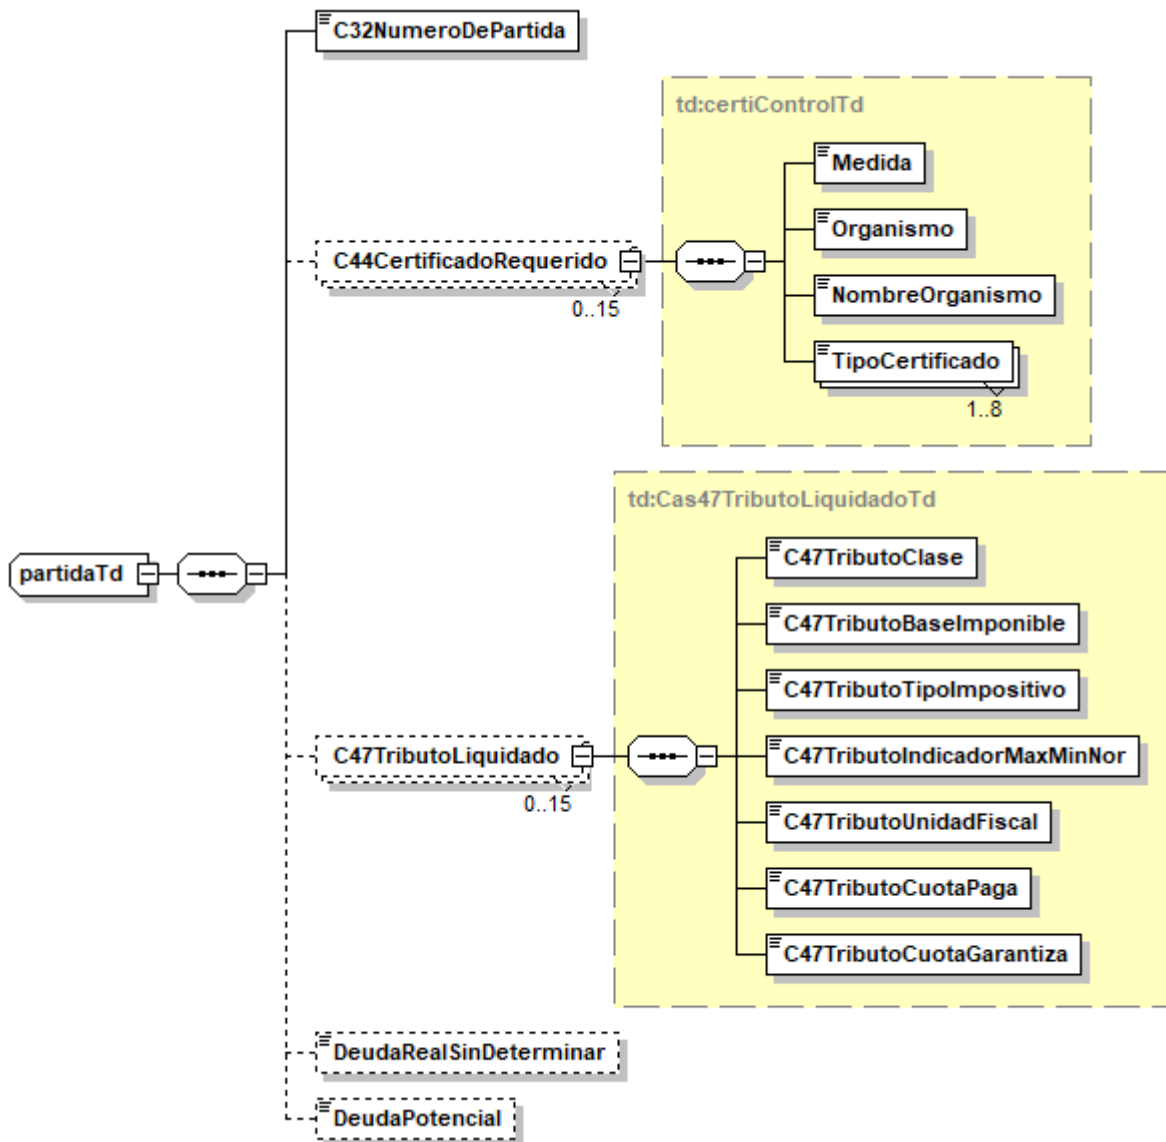 C32NumeroDePartida
td:certiControlTd
Medida
Organismo
C44CertificadoRequerido
0..15
NombreOrganismo
TipoCertificado
1..8
td:Cas47TributoLiquidadoTd
C47TributoClase
partidaTd
C47TributoBaseImponible
C47TributoTipoImpositivo
C47TributoLiquidado
0..15
C47TributoIndicadorMaxMinNor
C47TributoUnidadFiscal
C47TributoCuotaPaga
C47TributoCuotaGarantiza
DeudaRealSinDeterminar
DeudaPotencial